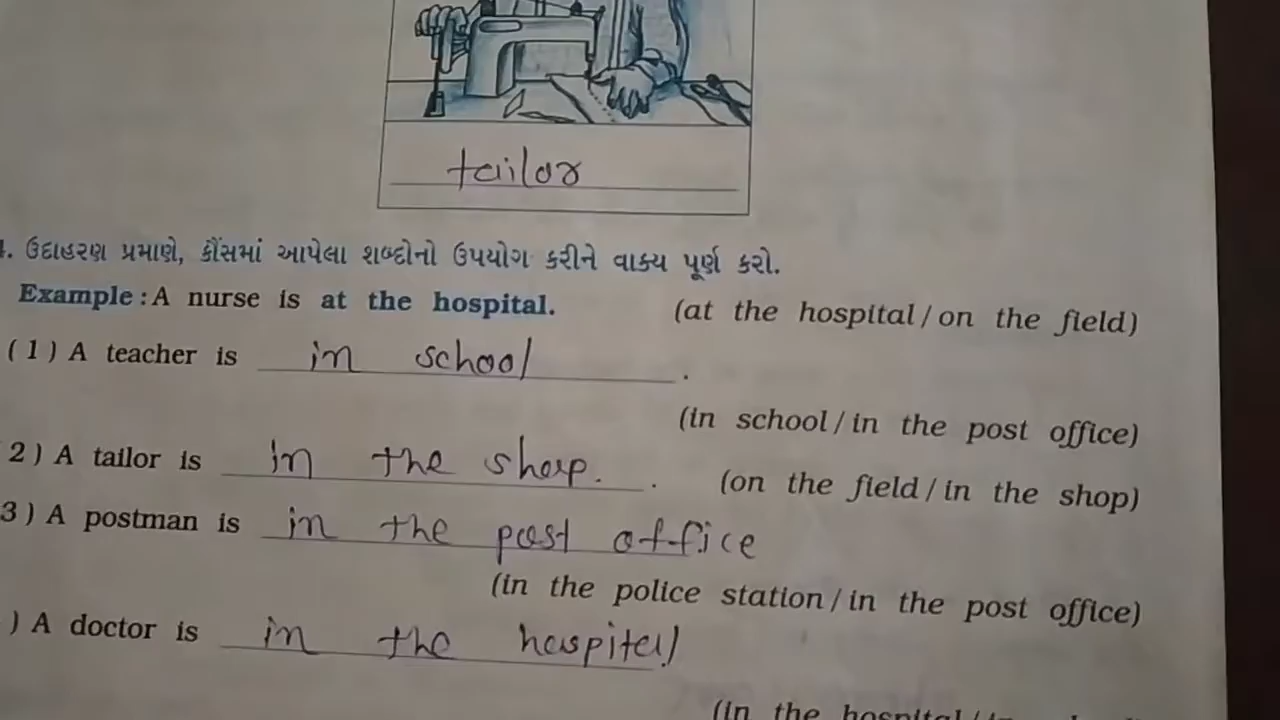 tailor
4. ઉદાહરણ પ્રમાણે, કૌંસમાં આપેલા શબ્દોનો ઉપયોગ કરીને વાક્ય પૂર્ણ કરો.
Example : A nurse is at the hospital. (at the hospital / on the field)
(1) A teacher is in school.
(in school / in the post office)
2) A tailor is in the shop. . (on the field / in the shop)
3) A postman is in the post office
(in the police station / in the post office)
) A doctor is in the hospital
(in the hospital /